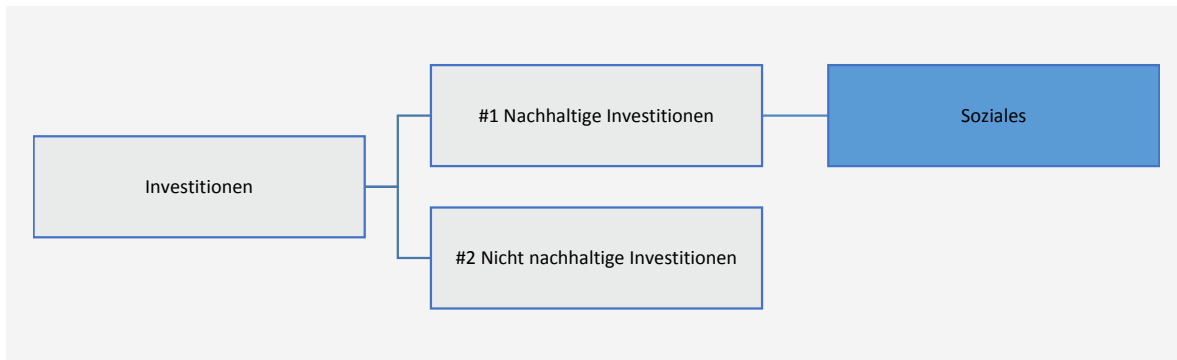 #1 Nachhaltige Investitionen
Soziales
Investitionen
#2 Nicht nachhaltige Investitionen